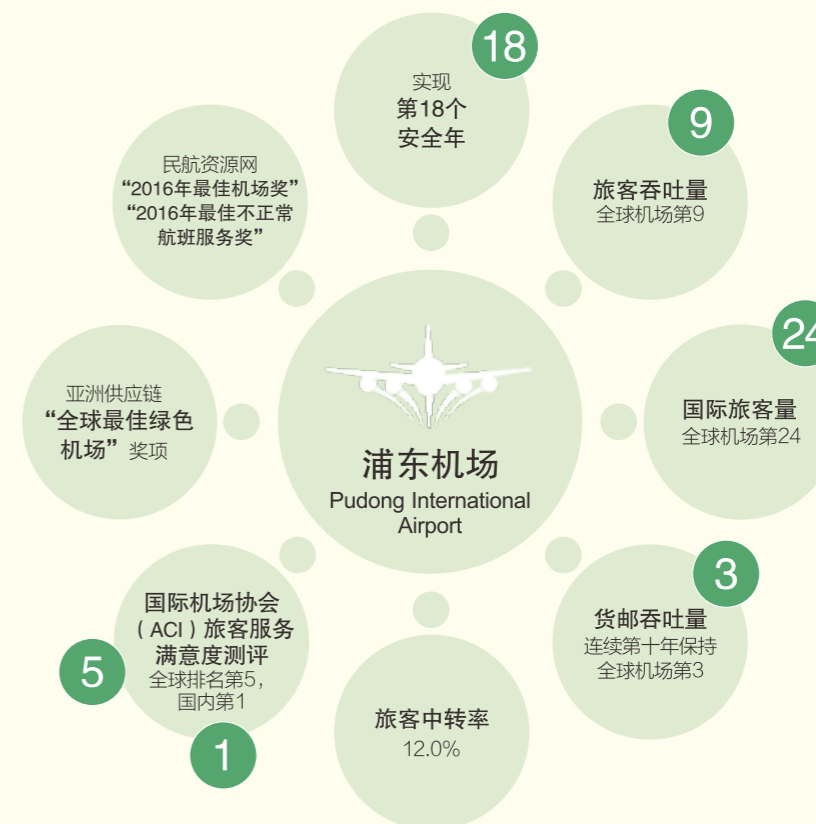 18
实现
第18个
安全年
9
旅客吞吐量
全球机场第9
24
国际旅客量
全球机场第24
3
货邮吞吐量
连续第十年保持
全球机场第3
旅客中转率
12.0%
国际机场协会
（ACI）旅客服务
满意度测评
全球排名第5，
国内第1
5
1
亚洲供应链
“全球最佳绿色
机场”奖项
民航资源网
“2016年最佳机场奖”
“2016年最佳不正常
航班服务奖”
浦东机场
Pudong International
Airport